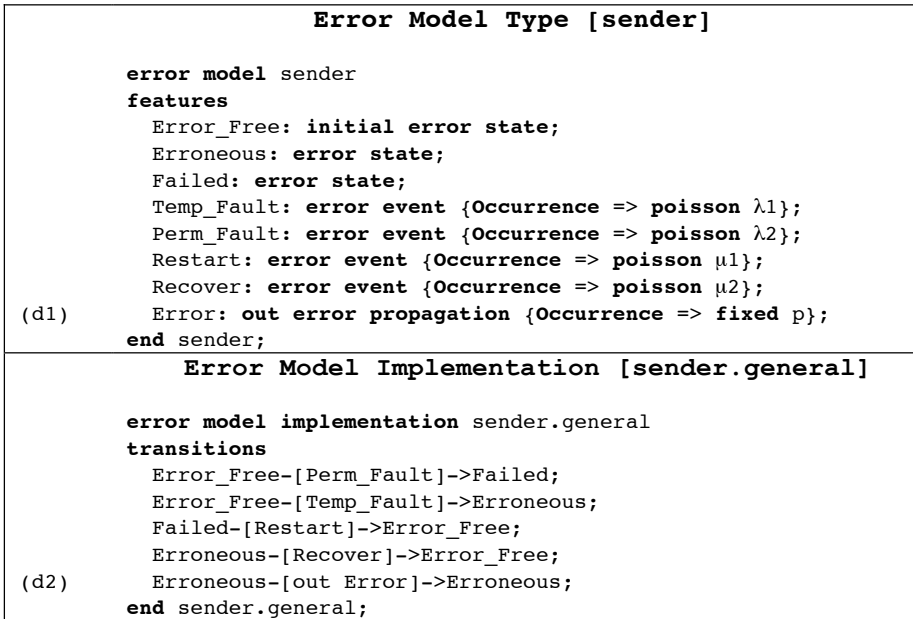 Error Model Type [sender]
error model sender
features
Error_Free: initial error state;
Erroneous: error state;
Failed: error state;
Temp_Fault: error event {Occurrence => poisson λ1};
Perm_Fault: error event {Occurrence => poisson λ2};
Restart: error event {Occurrence => poisson μ1};
Recover: error event {Occurrence => poisson μ2};
(d1) Error: out error propagation {Occurrence => fixed p};
end sender;
Error Model Implementation [sender.general]
error model implementation sender.general
transitions
Error_Free-[Perm_Fault]->Failed;
Error_Free-[Temp_Fault]->Erroneous;
Failed-[Restart]->Error_Free;
Erroneous-[Recover]->Error_Free;
(d2) Erroneous-[out Error]->Erroneous;
end sender.general;